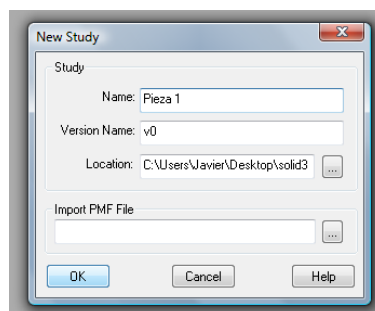 New Study
Study
Name: Pieza 1
Version Name: v0
Location: C:\Users\Javier\Desktop\solid3 ...
Import PMF File
...
OK Cancel Help